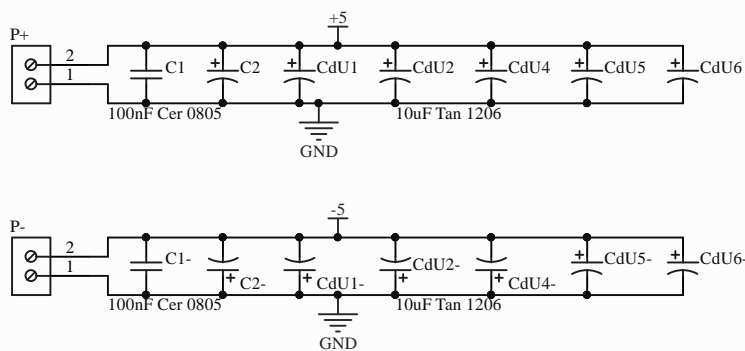 +5
P+
2
1
C1
C2
CdU1
CdU2
CdU4
CdU5
CdU6
100nF Cer 0805
10uF Tan 1206
GND
-5
P-
2
1
C1-
C2-
CdU1-
CdU2-
CdU4-
CdU5-
CdU6-
100nF Cer 0805
10uF Tan 1206
GND